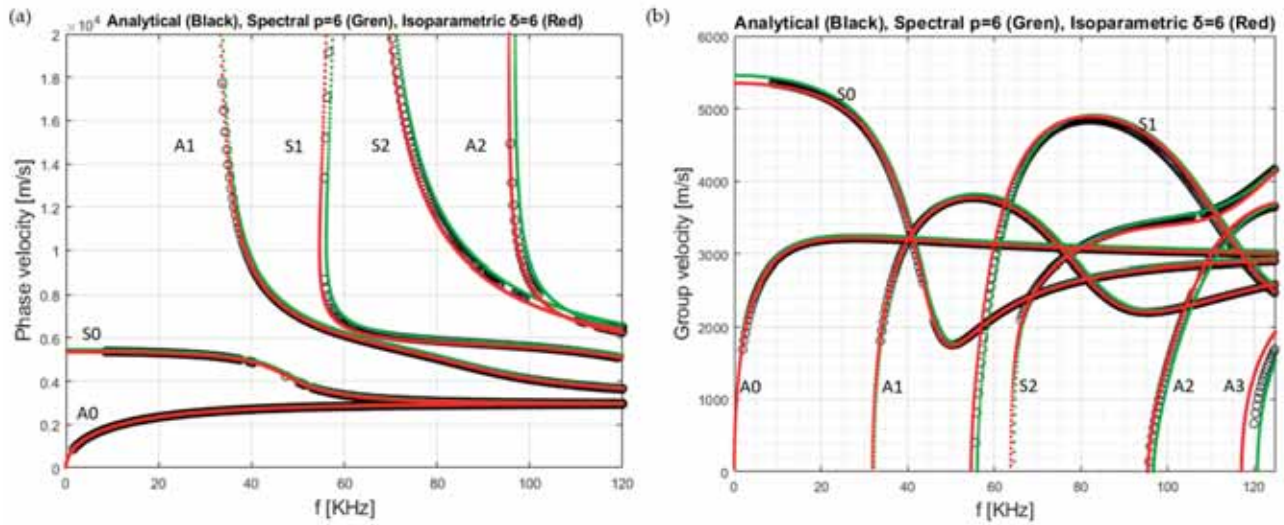 (a)
Analytical (Black), Spectral p=6 (Gren), Isoparametric δ=6 (Red)
× 10⁴
2
1.8
1.6
1.4
1.2
1
0.8
0.6
0.4
0.2
0
Phase velocity [m/s]
A1
S1
S2
A2
S0
A0
0 20 40 60 80 100 120
f [KHz]
(b)
Analytical (Black), Spectral p=6 (Gren), Isoparametric δ=6 (Red)
6000
5000
4000
3000
2000
1000
0
Group velocity [m/s]
S0
S1
A0
A1
S2
A2
A3
0 20 40 60 80 100 120
f [KHz]